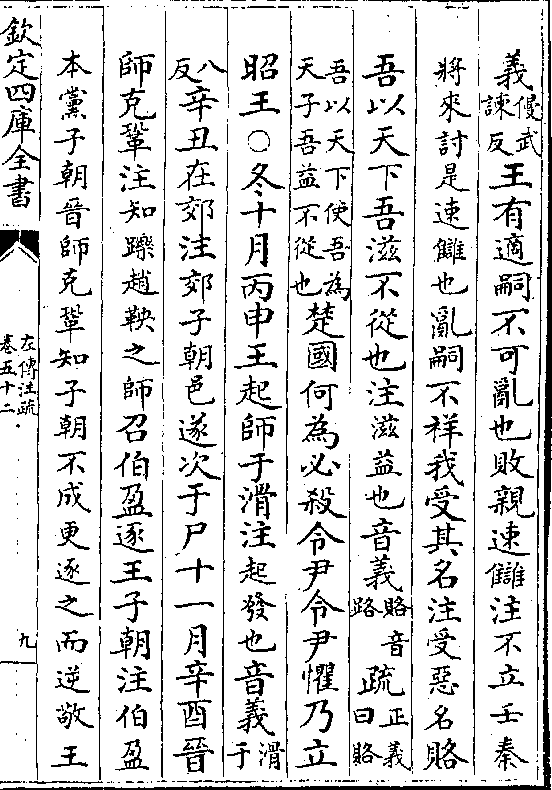 義慢武諫反王有適嗣不可亂也敗親速讎注不立壬秦
將來討是速讎也亂嗣不祥我受其名注受惡名賂
吾以天下吾滋不從也注滋益也音義賂音路疏正義曰賂
吾以天下使吾為天子吾益不從也楚國何為必殺令尹令尹懼乃立
昭王○冬十月丙申王起師于滑注起發也音義滑于
八反辛丑在郊注郊子朝邑遂次于尸十一月辛酉晉
師克鞏注知躒趙鞅之師召伯盈逐王子朝注伯盈
本黨子朝晉師克鞏知子朝不成更逐之而逆敬王
欽定四庫全書
左傳注疏
卷五十二
九